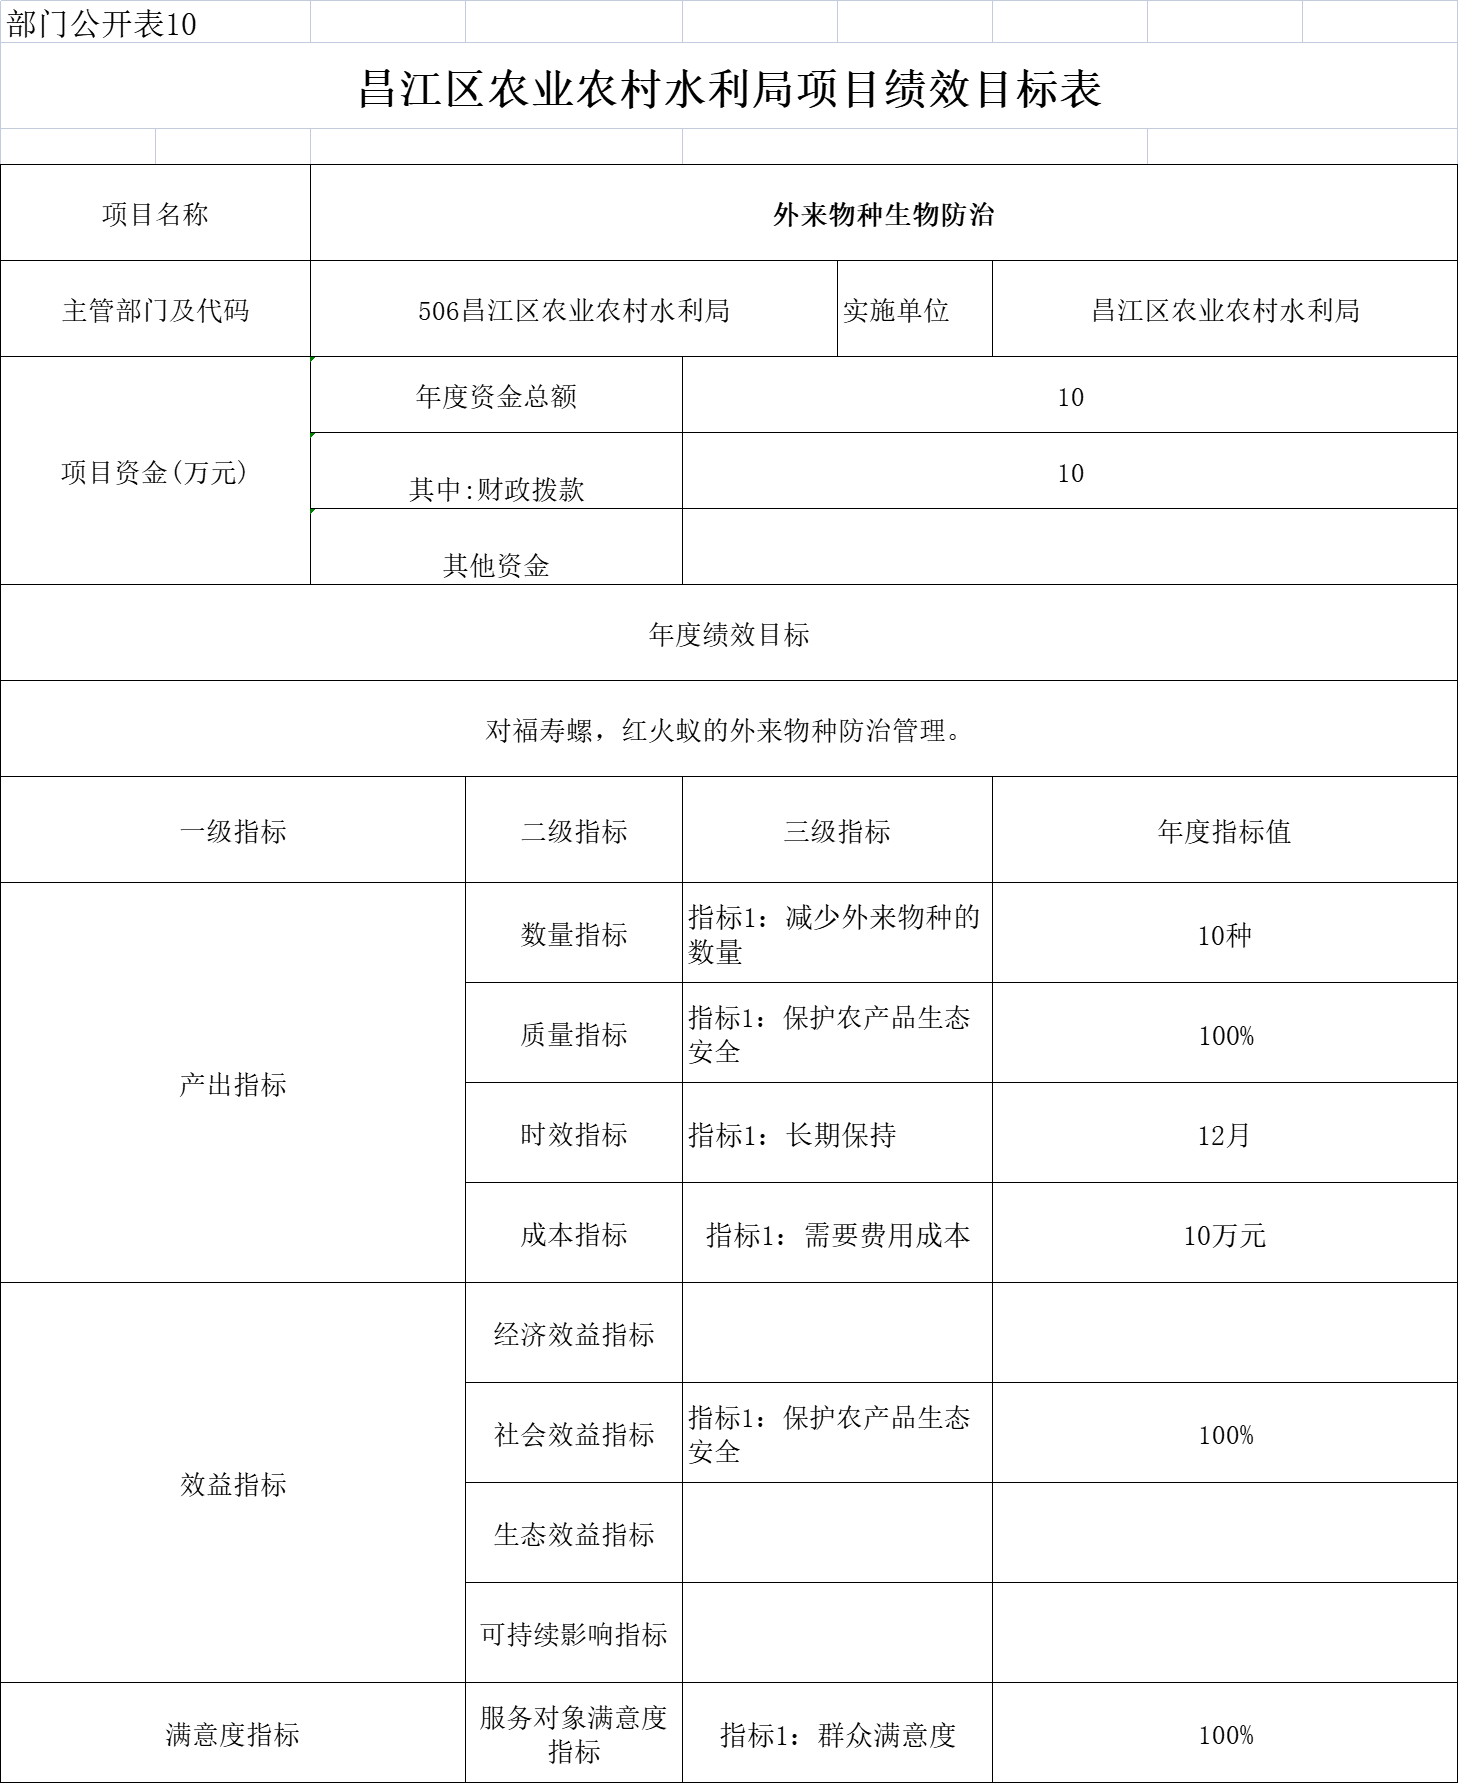 部门公开表10
昌江区农业农村水利局项目绩效目标表
项目名称
外来物种生物防治
主管部门及代码
506昌江区农业农村水利局
实施单位
昌江区农业农村水利局
项目资金(万元)
年度资金总额
10
其中:财政拨款
10
其他资金
年度绩效目标
对福寿螺，红火蚁的外来物种防治管理。
一级指标
二级指标
三级指标
年度指标值
产出指标
数量指标
指标1：减少外来物种的
数量
10种
质量指标
指标1：保护农产品生态
安全
100%
时效指标
指标1：长期保持
12月
成本指标
指标1：需要费用成本
10万元
效益指标
经济效益指标
社会效益指标
指标1：保护农产品生态
安全
100%
生态效益指标
可持续影响指标
满意度指标
服务对象满意度
指标
指标1：群众满意度
100%